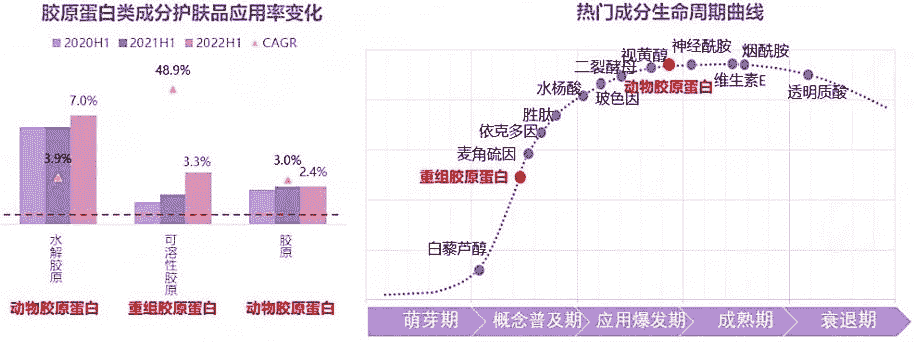 胶原蛋白类成分护肤品应用率变化
2020H1 2021H1 2022H1 CAGR
48.9%
7.0%
3.9%
3.3%
3.0%
2.4%
水解胶原
可溶性胶原
胶原
动物胶原蛋白
重组胶原蛋白
动物胶原蛋白
热门成分生命周期曲线
神经酰胺
烟酰胺
视黄醇
二裂酵母
动物胶原蛋白
维生素E
透明质酸
水杨酸
玻色因
胜肽
依克多因
麦角硫因
重组胶原蛋白
白藜芦醇
萌芽期
概念普及期
应用爆发期
成熟期
衰退期